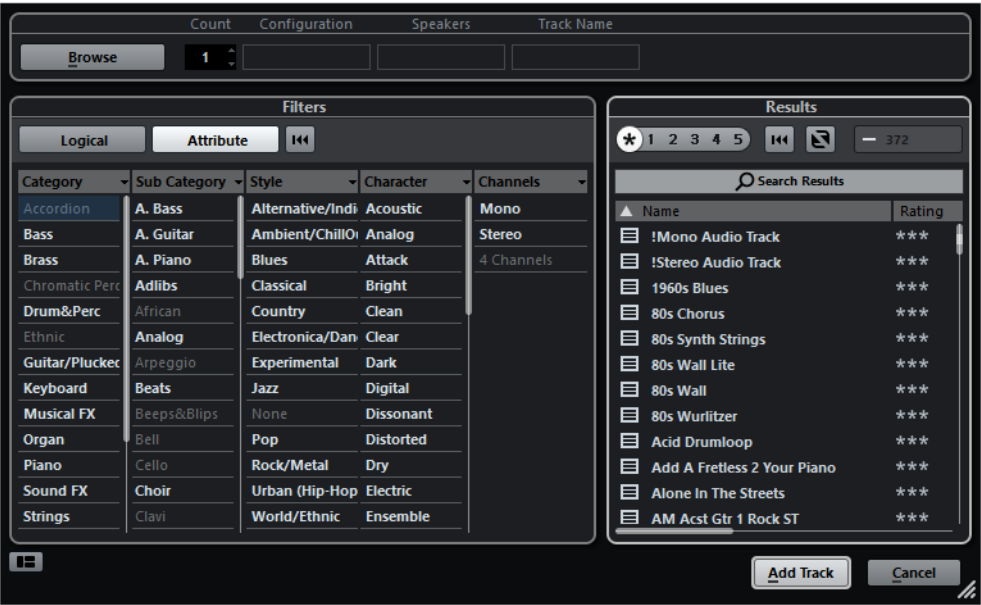 Count Configuration Speakers Track Name
Browse 1
Filters
Logical Attribute
Category Sub Category Style Character Channels
Accordion A. Bass Alternative/Indi Acoustic Mono
Bass A. Guitar Ambient/ChillOu Analog Stereo
Brass A. Piano Blues Attack 4 Channels
Chromatic Perc Adlibs Classical Bright
Drum&Perc African Country Clean
Ethnic Analog Electronica/Dan Clear
Guitar/Plucked Arpeggio Experimental Dark
Keyboard Beats Jazz Digital
Musical FX Beeps&Blips None Dissonant
Organ Bell Pop Distorted
Piano Cello Rock/Metal Dry
Sound FX Choir Urban (Hip-Hop Electric
Strings Clavi World/Ethnic Ensemble
Results
* 1 2 3 4 5 372
Search Results
Name Rating
!Mono Audio Track ***
!Stereo Audio Track ***
1960s Blues ***
80s Chorus ***
80s Synth Strings ***
80s Wall Lite ***
80s Wall ***
80s Wurlitzer ***
Acid Drumloop ***
Add A Fretless 2 Your Piano ***
Alone In The Streets ***
AM Acst Gtr 1 Rock ST ***
Add Track Cancel